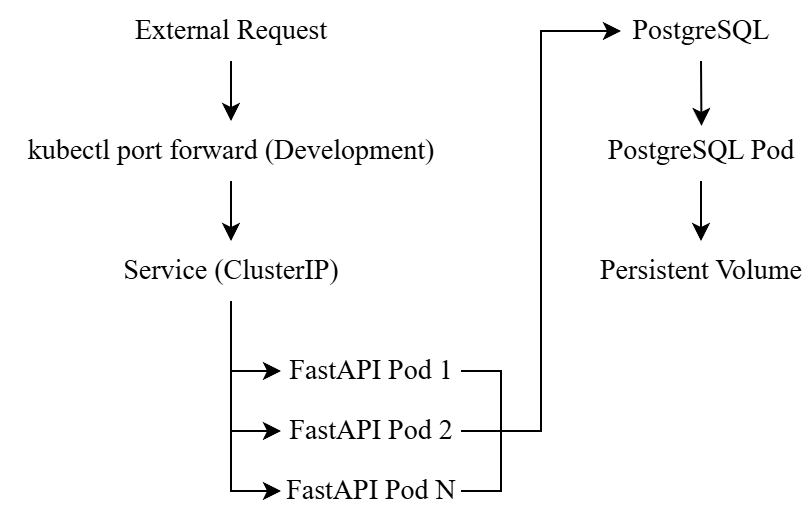 External Request
kubectl port forward (Development)
Service (ClusterIP)
FastAPI Pod 1
FastAPI Pod 2
FastAPI Pod N
PostgreSQL
PostgreSQL Pod
Persistent Volume